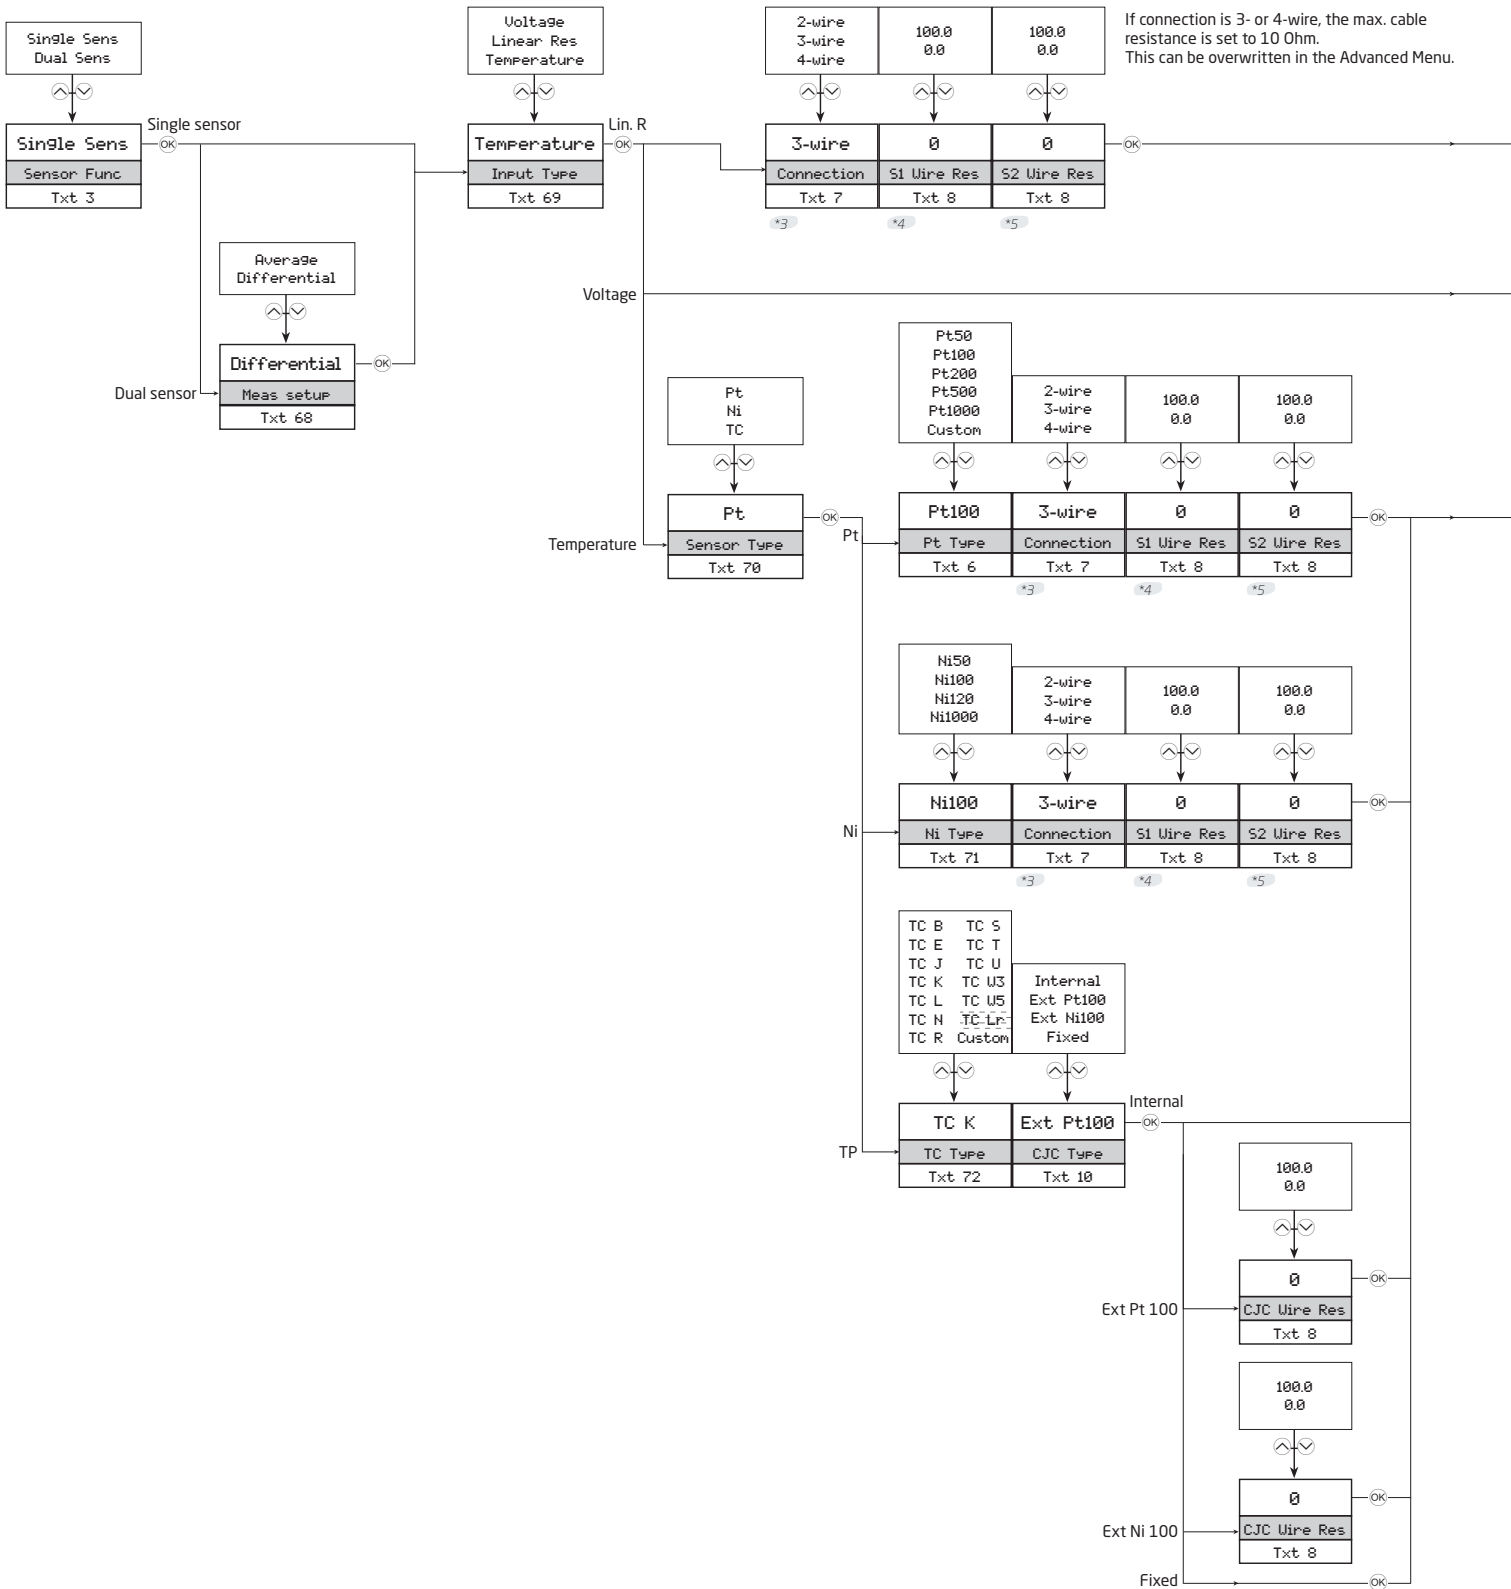 Single Sens
Dual Sens
Single Sens
Sensor Func
Txt 3
Single sensor
OK
Average
Differential
Differential
Meas setup
Txt 68
OK
Dual sensor
Voltage
Linear Res
Temperature
Temperature
Input Type
Txt 69
Lin. R
OK
2-wire
3-wire
4-wire
100.0
0.0
100.0
0.0
3-wire
Connection
Txt 7
*3
0
S1 Wire Res
Txt 8
*4
0
S2 Wire Res
Txt 8
*5
OK
If connection is 3- or 4-wire, the max. cable
resistance is set to 10 Ohm.
This can be overwritten in the Advanced Menu.
Voltage
Temperature
Pt
Ni
TC
Pt
Sensor Type
Txt 70
OK
Pt
Pt50
Pt100
Pt200
Pt500
Pt1000
Custom
2-wire
3-wire
4-wire
100.0
0.0
100.0
0.0
Pt100
Pt Type
Txt 6
3-wire
Connection
Txt 7
*3
0
S1 Wire Res
Txt 8
*4
0
S2 Wire Res
Txt 8
*5
OK
Ni
Ni50
Ni100
Ni120
Ni1000
2-wire
3-wire
4-wire
100.0
0.0
100.0
0.0
Ni100
Ni Type
Txt 71
3-wire
Connection
Txt 7
*3
0
S1 Wire Res
Txt 8
*4
0
S2 Wire Res
Txt 8
*5
OK
TP
TC B TC S
TC E TC T
TC J TC U
TC K TC W3
TC L TC W5
TC N TC Lr
TC R Custom
Internal
Ext Pt100
Ext Ni100
Fixed
TC K
TC Type
Txt 72
Ext Pt100
CJC Type
Txt 10
Internal
OK
Ext Pt 100
100.0
0.0
0
CJC Wire Res
Txt 8
OK
Ext Ni 100
100.0
0.0
0
CJC Wire Res
Txt 8
OK
Fixed
OK